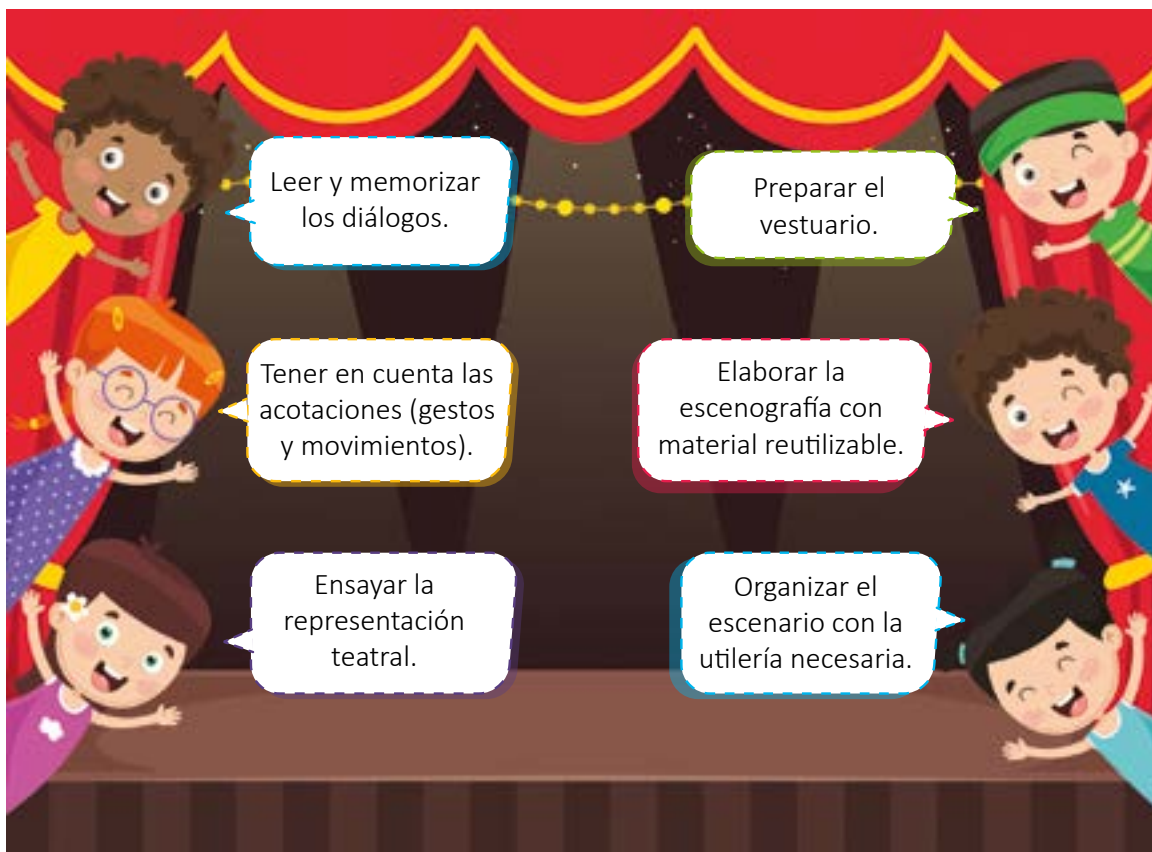 Leer y memorizar
los diálogos.
Preparar el
vestuario.
Tener en cuenta las
acotaciones (gestos
y movimientos).
Elaborar la
escenografía con
material reutilizable.
Ensayar la
representación
teatral.
Organizar el
escenario con la
utilería necesaria.